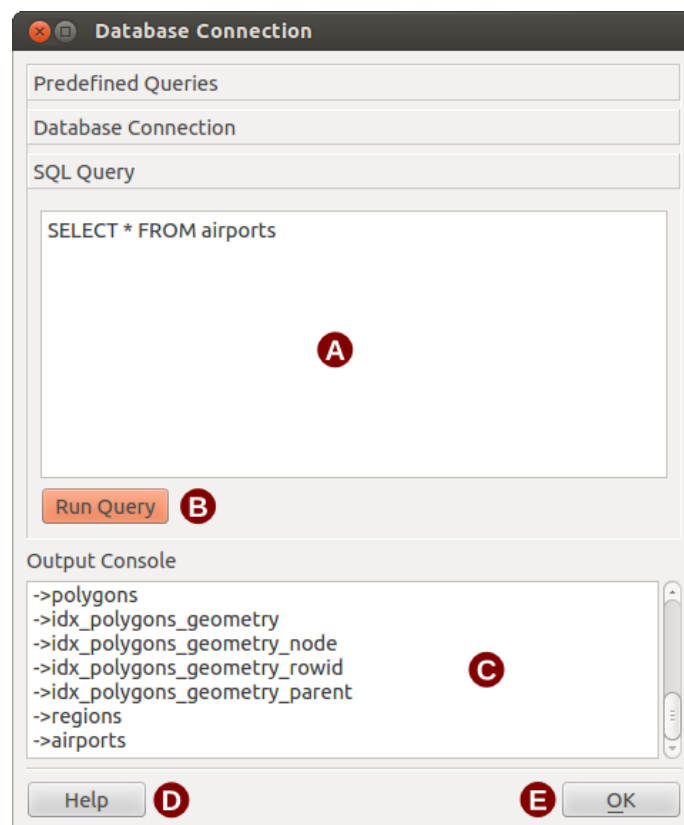 Database Connection
Predefined Queries
Database Connection
SQL Query
SELECT * FROM airports
A
Run Query B
Output Console
->polygons
->idx_polygons_geometry
->idx_polygons_geometry_node
->idx_polygons_geometry_rowid
->idx_polygons_geometry_parent
->regions
->airports
C
Help D E OK